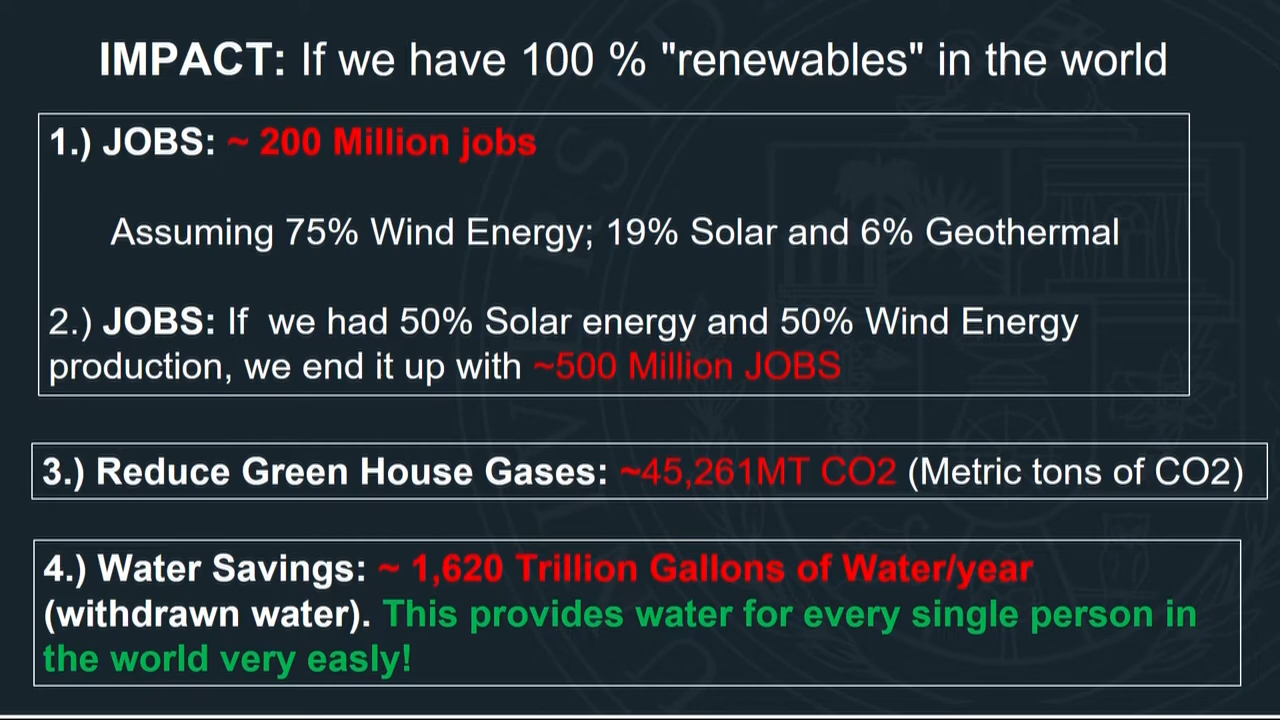 IMPACT: If we have 100 % "renewables" in the world
1.) JOBS: ~ 200 Million jobs
Assuming 75% Wind Energy; 19% Solar and 6% Geothermal
2.) JOBS: If we had 50% Solar energy and 50% Wind Energy
production, we end it up with ~500 Million JOBS
3.) Reduce Green House Gases: ~45,261MT CO2 (Metric tons of CO2)
4.) Water Savings: ~ 1,620 Trillion Gallons of Water/year
(withdrawn water). This provides water for every single person in
the world very easly!